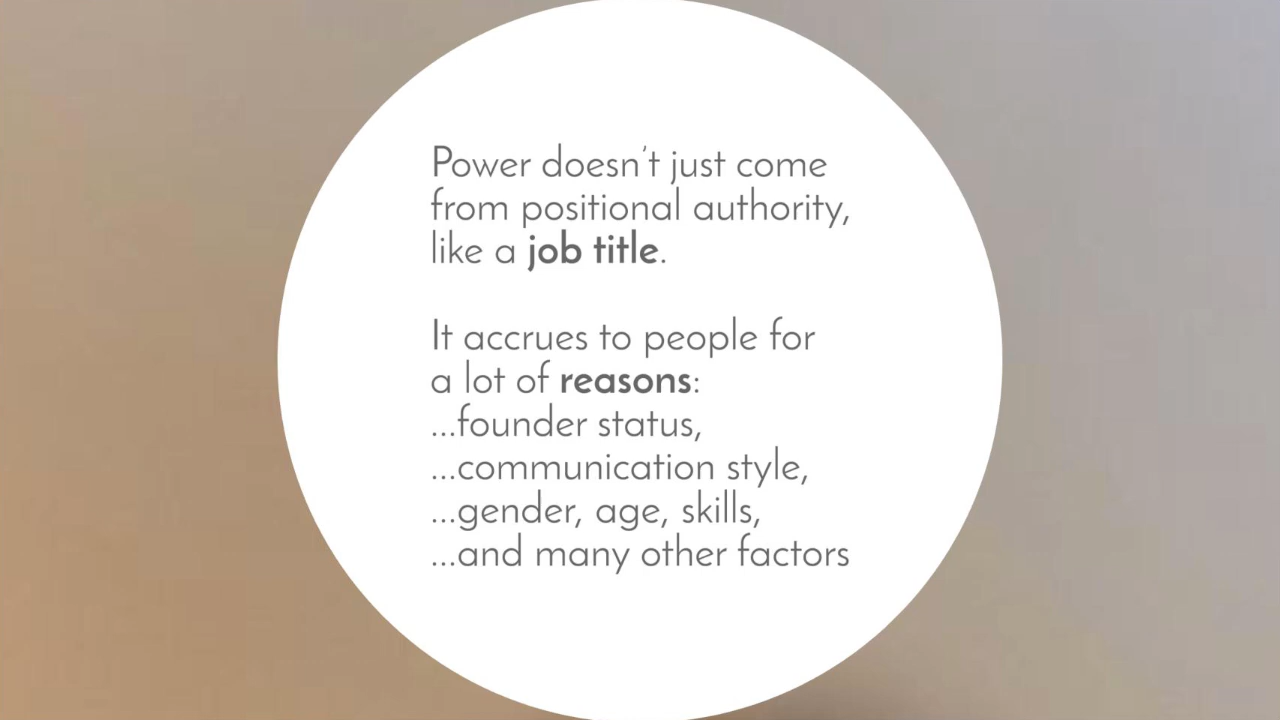 Power doesn't just come
from positional authority,
like a job title.
It accrues to people for
a lot of reasons:
...founder status,
...communication style,
...gender, age, skills,
...and many other factors